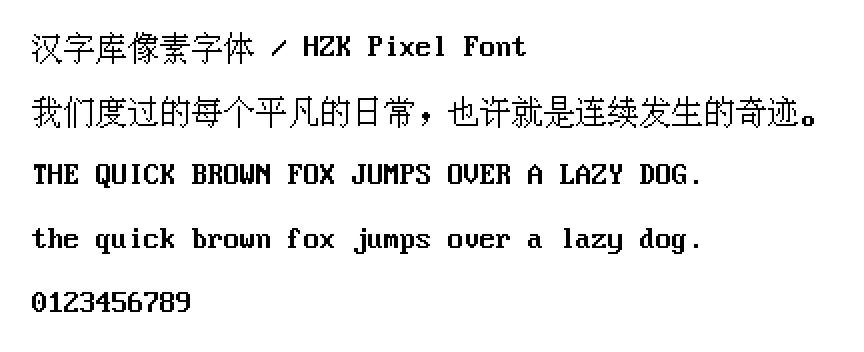 汉字库像素字体 / HZK Pixel Font
我们度过的每个平凡的日常，也许就是连续发生的奇迹。
THE QUICK BROWN FOX JUMPS OVER A LAZY DOG.
the quick brown fox jumps over a lazy dog.
0123456789